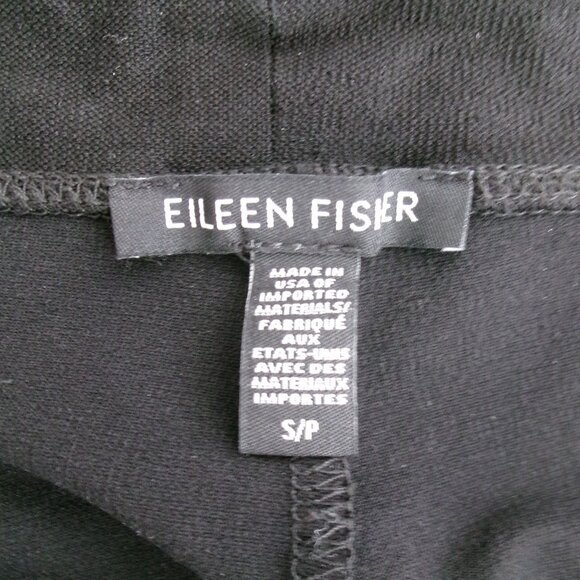 EILEEN FISHER
MADE IN
USA OF
IMPORTED
MATERIALS/
FABRIQUÉ
AUX
ETATS-UNIS
AVEC DES
MATERIAUX
IMPORTES
S/P